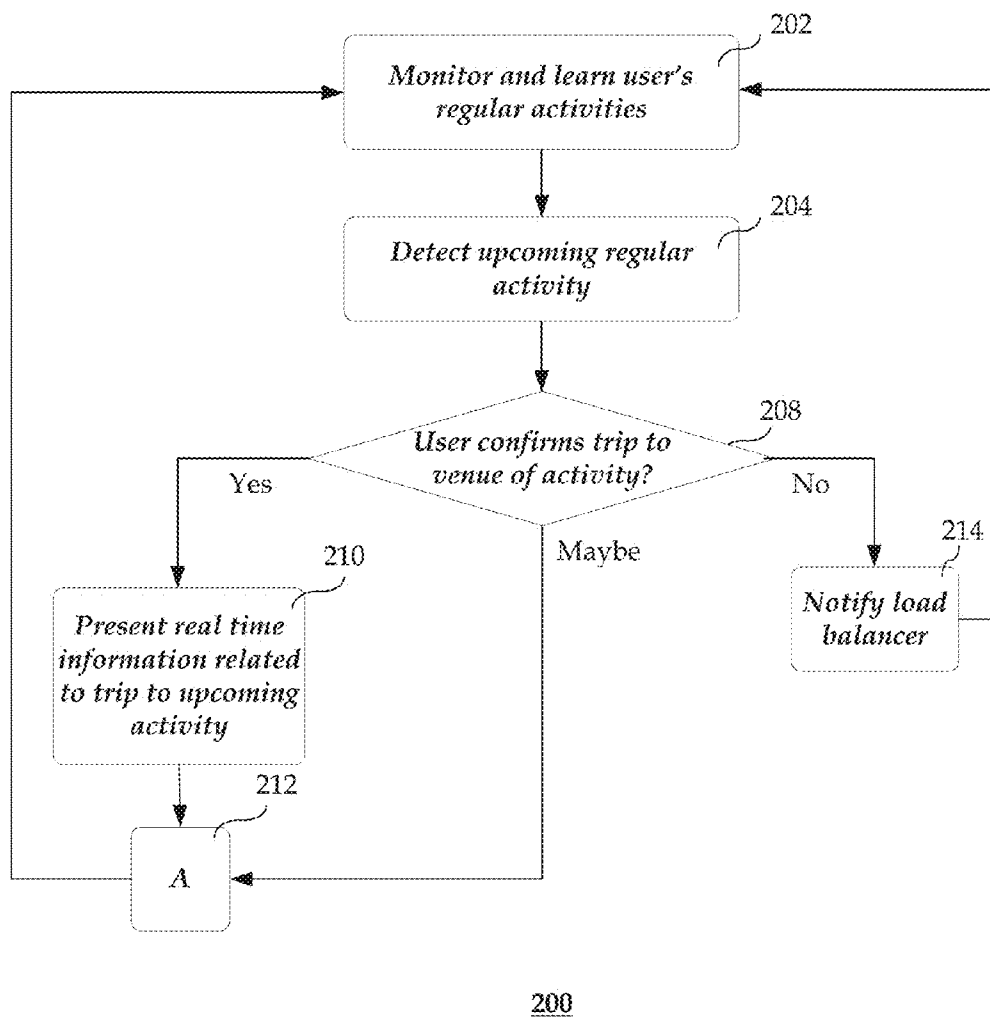 202
Monitor and learn user's
regular activities
204
Detect upcoming regular
activity
208
User confirms trip to
venue of activity?
Yes
No
Maybe
210
214
Present real time
information related
to trip to upcoming
activity
Notify load
balancer
212
A
200